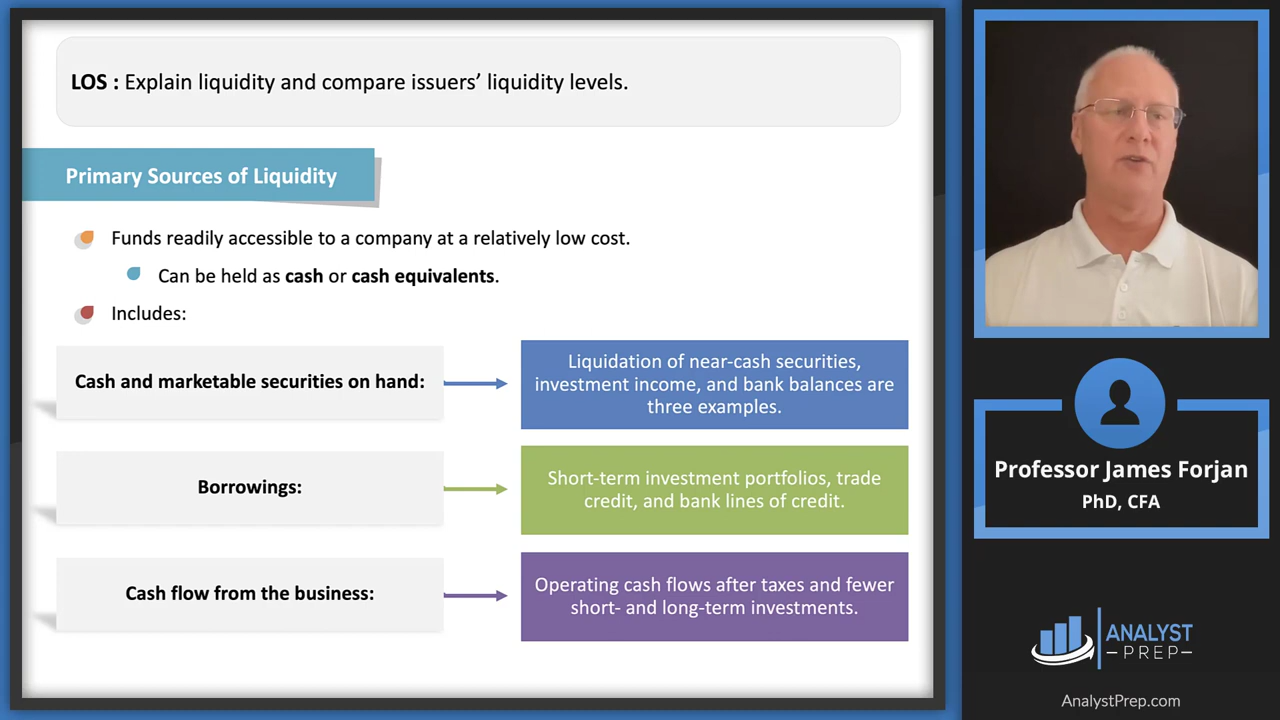 LOS : Explain liquidity and compare issuers’ liquidity levels.
Primary Sources of Liquidity
Funds readily accessible to a company at a relatively low cost.
Can be held as cash or cash equivalents.
Includes:
Cash and marketable securities on hand:
Liquidation of near-cash securities,
investment income, and bank balances are
three examples.
Borrowings:
Short-term investment portfolios, trade
credit, and bank lines of credit.
Cash flow from the business:
Operating cash flows after taxes and fewer
short- and long-term investments.
Professor James Forjan
PhD, CFA
ANALYST
–PREP–
AnalystPrep.com